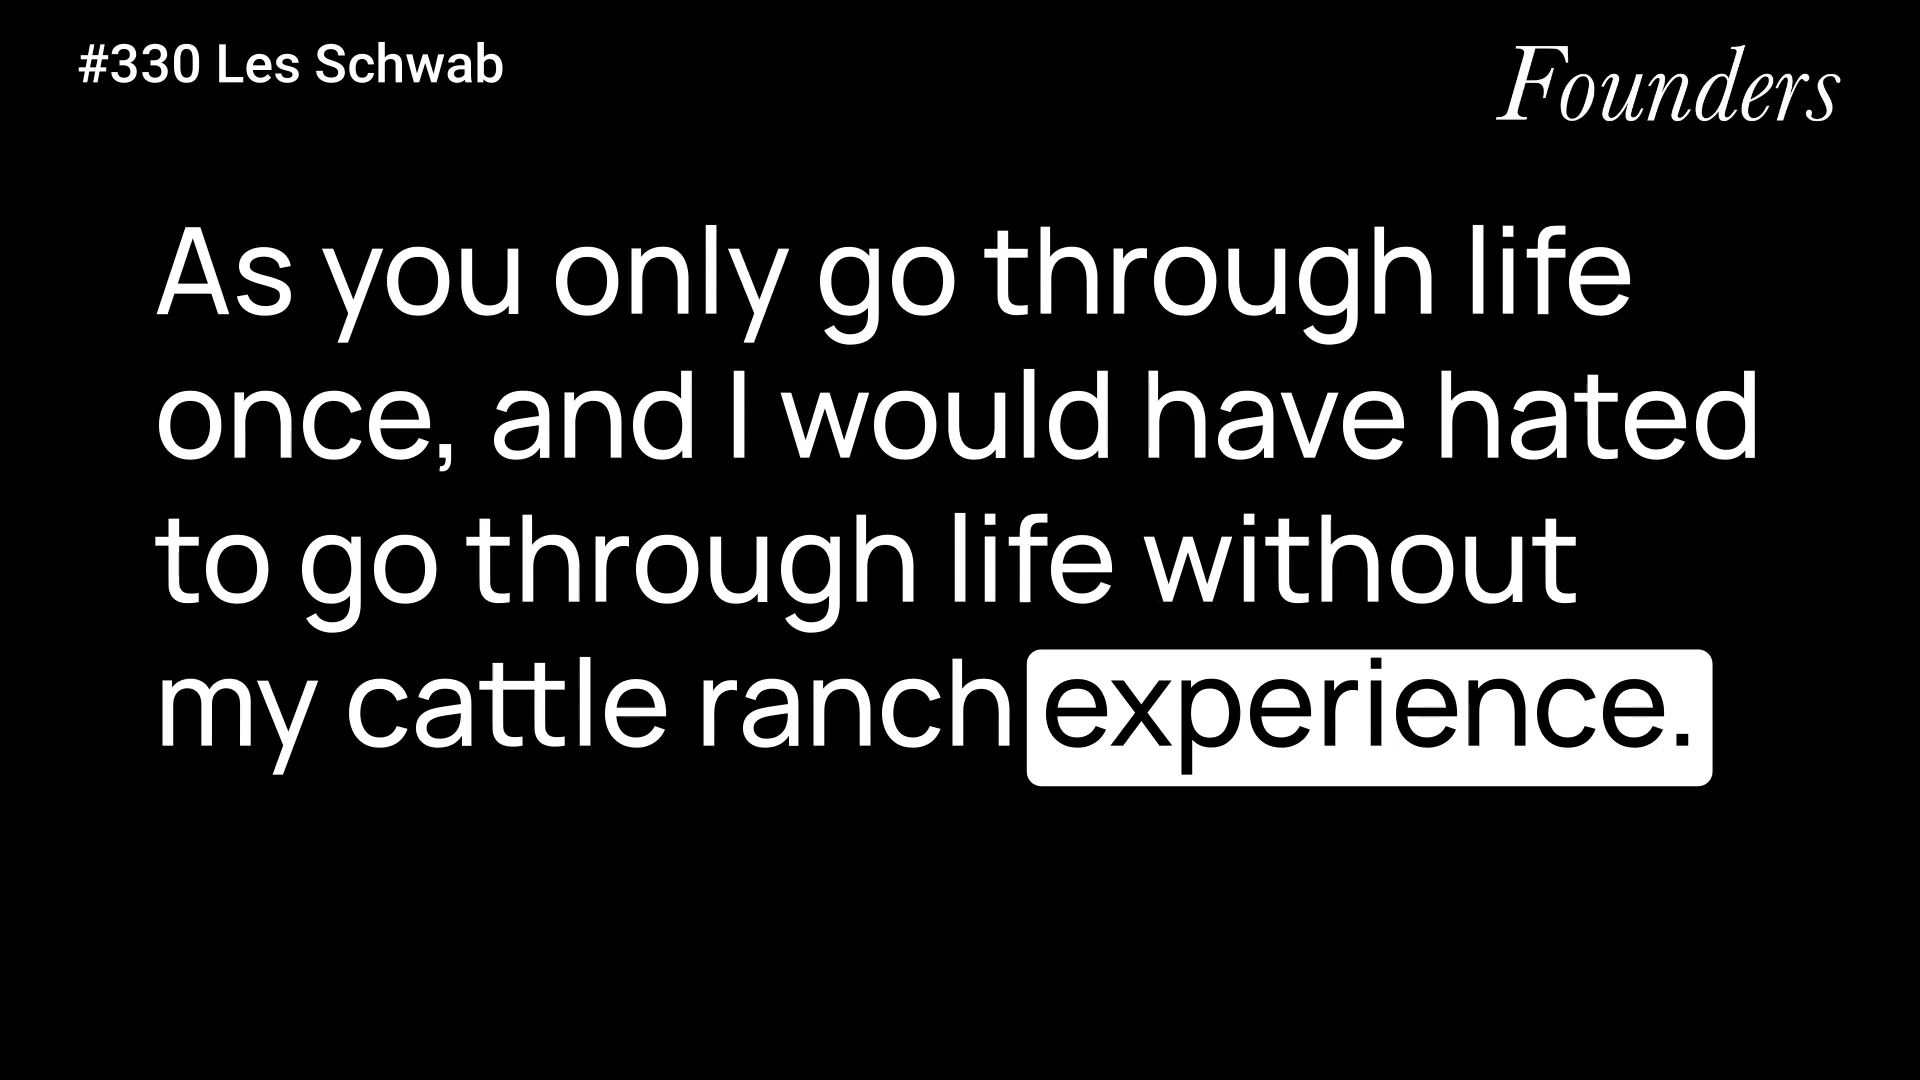 #330 Les Schwab
Founders
As you only go through life
once, and I would have hated
to go through life without
my cattle ranch experience.